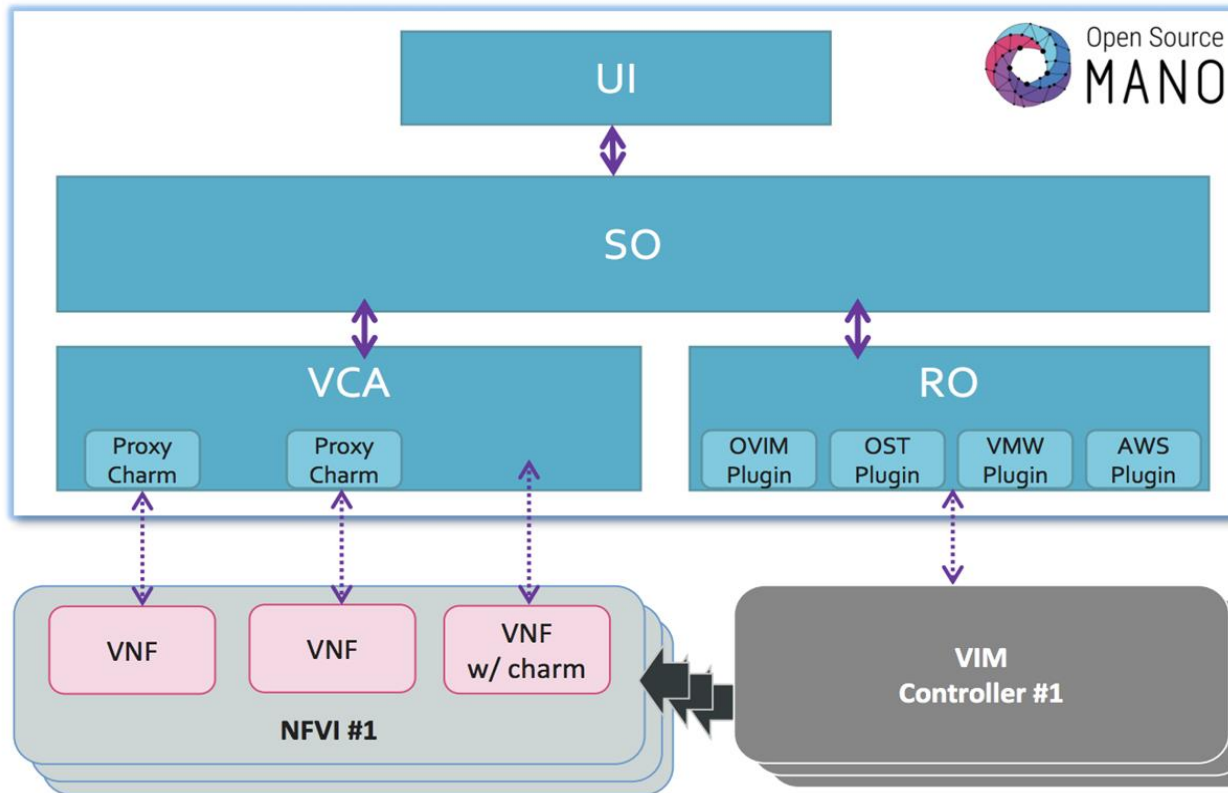 Open Source
MANO
UI
SO
VCA
RO
Proxy
Charm
Proxy
Charm
OVIM
Plugin
OST
Plugin
VMW
Plugin
AWS
Plugin
VNF
VNF
VNF
w/ charm
NFVI #1
VIM
Controller #1